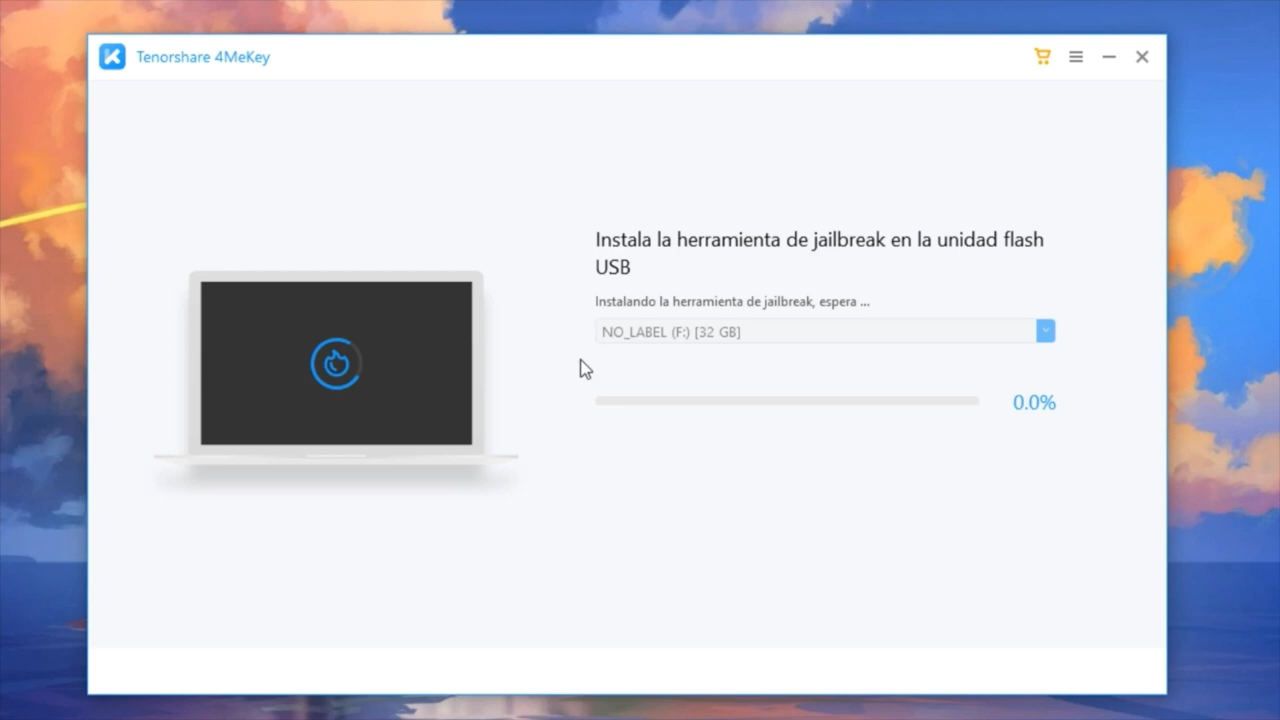 Tenorshare 4MeKey
Instala la herramienta de jailbreak en la unidad flash
USB
Instalando la herramienta de jailbreak, espera ...
NO_LABEL (F:) [32 GB]
0.0%